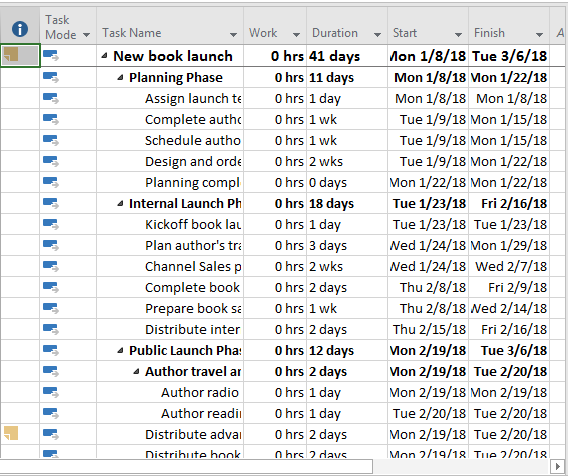 Task
Mode Task Name Work Duration Start Finish A
New book launch 0 hrs 41 days Mon 1/8/18 Tue 3/6/18
Planning Phase 0 hrs 11 days Mon 1/8/18 Mon 1/22/18
Assign launch te 0 hrs 1 day Mon 1/8/18 Mon 1/8/18
Complete autho 0 hrs 1 wk Tue 1/9/18 Mon 1/15/18
Schedule autho 0 hrs 1 wk Tue 1/9/18 Mon 1/15/18
Design and orde 0 hrs 2 wks Tue 1/9/18 Mon 1/22/18
Planning compl 0 hrs 0 days Mon 1/22/18 Mon 1/22/18
Internal Launch Ph 0 hrs 18 days Tue 1/23/18 Fri 2/16/18
Kickoff book lau 0 hrs 1 day Tue 1/23/18 Tue 1/23/18
Plan author's tra 0 hrs 3 days Wed 1/24/18 Mon 1/29/18
Channel Sales p 0 hrs 2 wks Wed 1/24/18 Wed 2/7/18
Complete book 0 hrs 2 days Thu 2/8/18 Fri 2/9/18
Prepare book sa 0 hrs 1 wk Thu 2/8/18 Wed 2/14/18
Distribute inter 0 hrs 2 days Thu 2/15/18 Fri 2/16/18
Public Launch Phas 0 hrs 12 days Mon 2/19/18 Tue 3/6/18
Author travel an 0 hrs 2 days Mon 2/19/18 Tue 2/20/18
Author radio 0 hrs 1 day Mon 2/19/18 Mon 2/19/18
Author readi 0 hrs 1 day Tue 2/20/18 Tue 2/20/18
Distribute adva 0 hrs 2 days Mon 2/19/18 Tue 2/20/18
Distribute book 0 hrs 2 days Mon 2/19/18 Tue 2/20/18